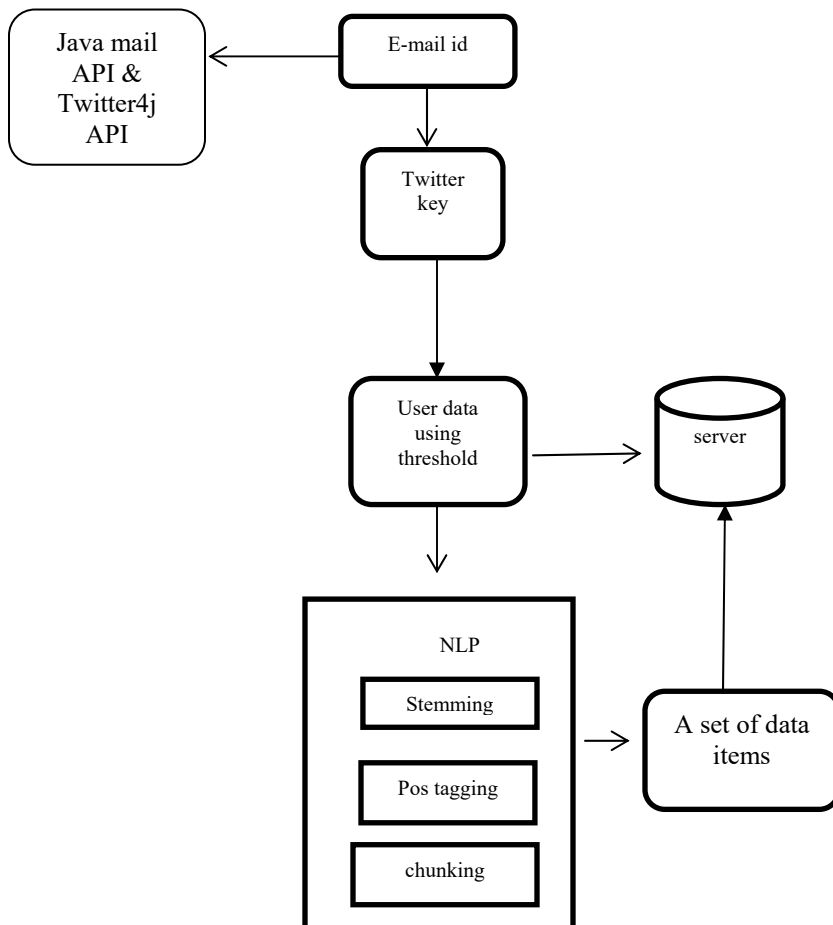 Java mail
API &
Twitter4j
API
E-mail id
Twitter
key
User data
using
threshold
server
NLP
Stemming
Pos tagging
chunking
A set of data
items